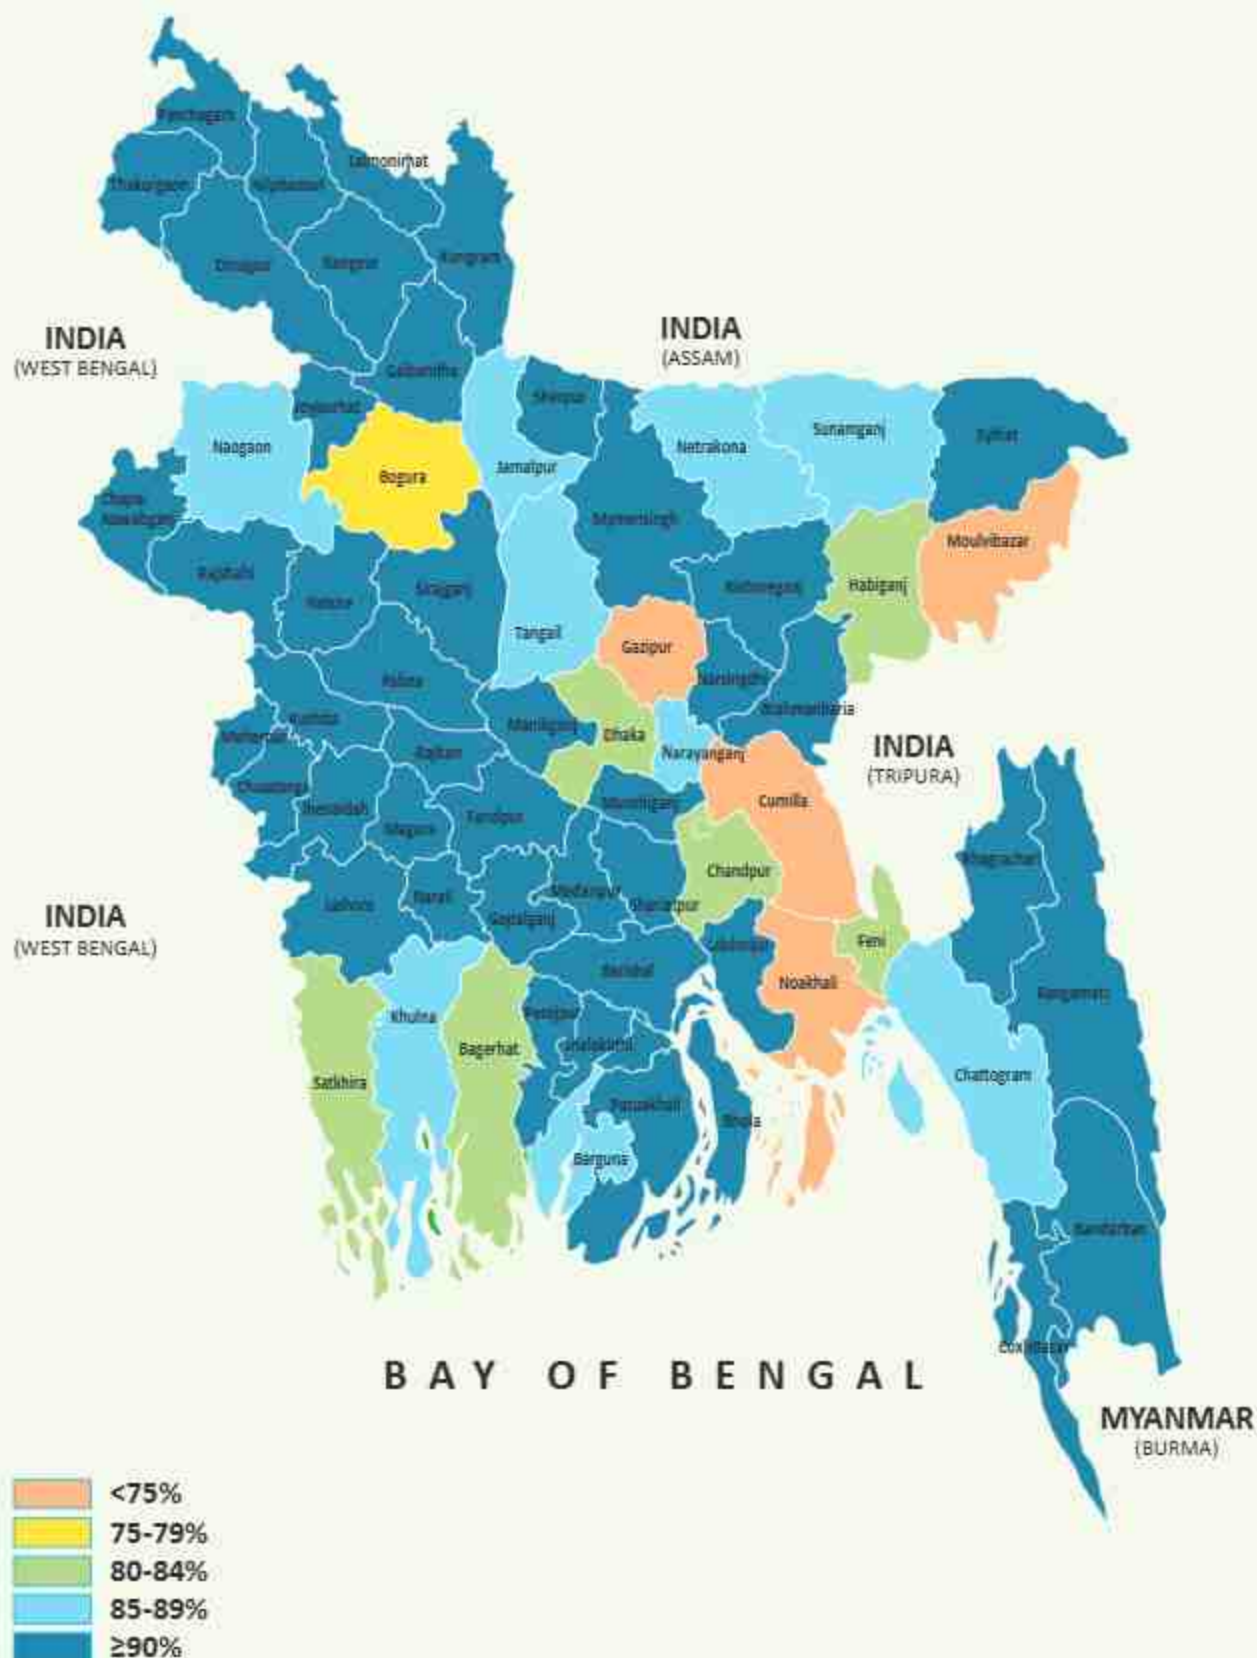 Panchagarh
Lalmonirhat
Thakurgaon
Nilphamari
Dinajpur
Rangpur
Kurigram
INDIA
(WEST BENGAL)
INDIA
(ASSAM)
Gaibandha
Joypurhat
Sherpur
Naogaon
Bogura
Jamalpur
Netrakona
Sunamganj
Sylhet
Chapai
Nawabganj
Mymensingh
Moulvibazar
Rajshahi
Natore
Sirajganj
Kishoreganj
Habiganj
Tangail
Gazipur
Pabna
Narsingdhi
Brahmanbaria
Kushtia
Meherpur
Manikganj
Dhaka
Rajbari
Narayanganj
INDIA
(TRIPURA)
Chuadanga
Jhenaidah
Magura
Faridpur
Munshiganj
Cumilla
Khagrachari
Chandpur
INDIA
(WEST BENGAL)
Jashore
Narail
Gopalganj
Madaripur
Shariatpur
Feni
Barishal
Noakhali
Rangamati
Khulna
Pirojpur
Bagerhat
Jhalokathi
Satkhira
Chattogram
Patuakhali
Bhola
Barguna
Bandarban
Cox'sBazar
BAY OF BENGAL
MYANMAR
(BURMA)
<75%
75-79%
80-84%
85-89%
≥90%